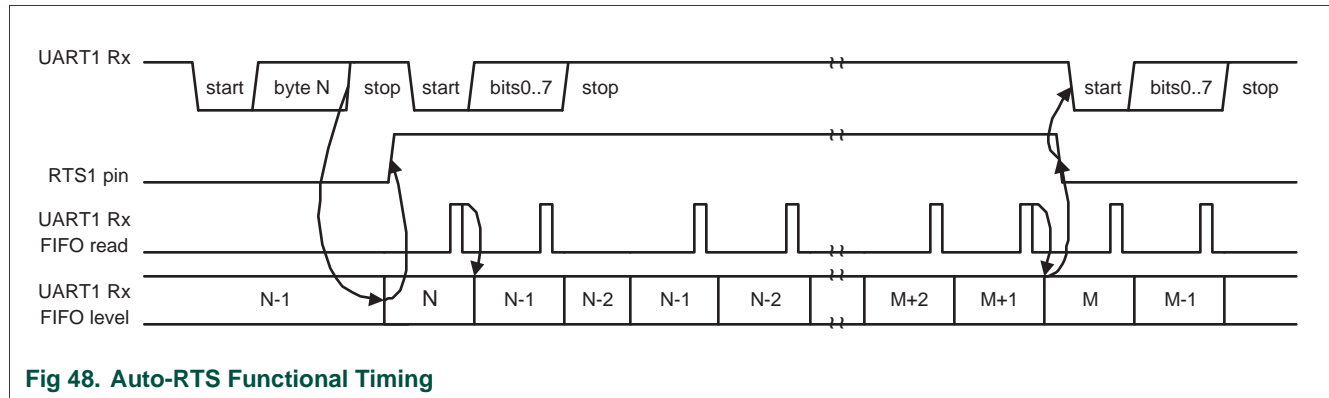 UART1 Rx
start byte N stop start bits0..7 stop start bits0..7 stop
RTS1 pin
UART1 Rx
FIFO read
UART1 Rx
FIFO level
N-1 N N-1 N-2 N-1 N-2 M+2 M+1 M M-1
Fig 48. Auto-RTS Functional Timing